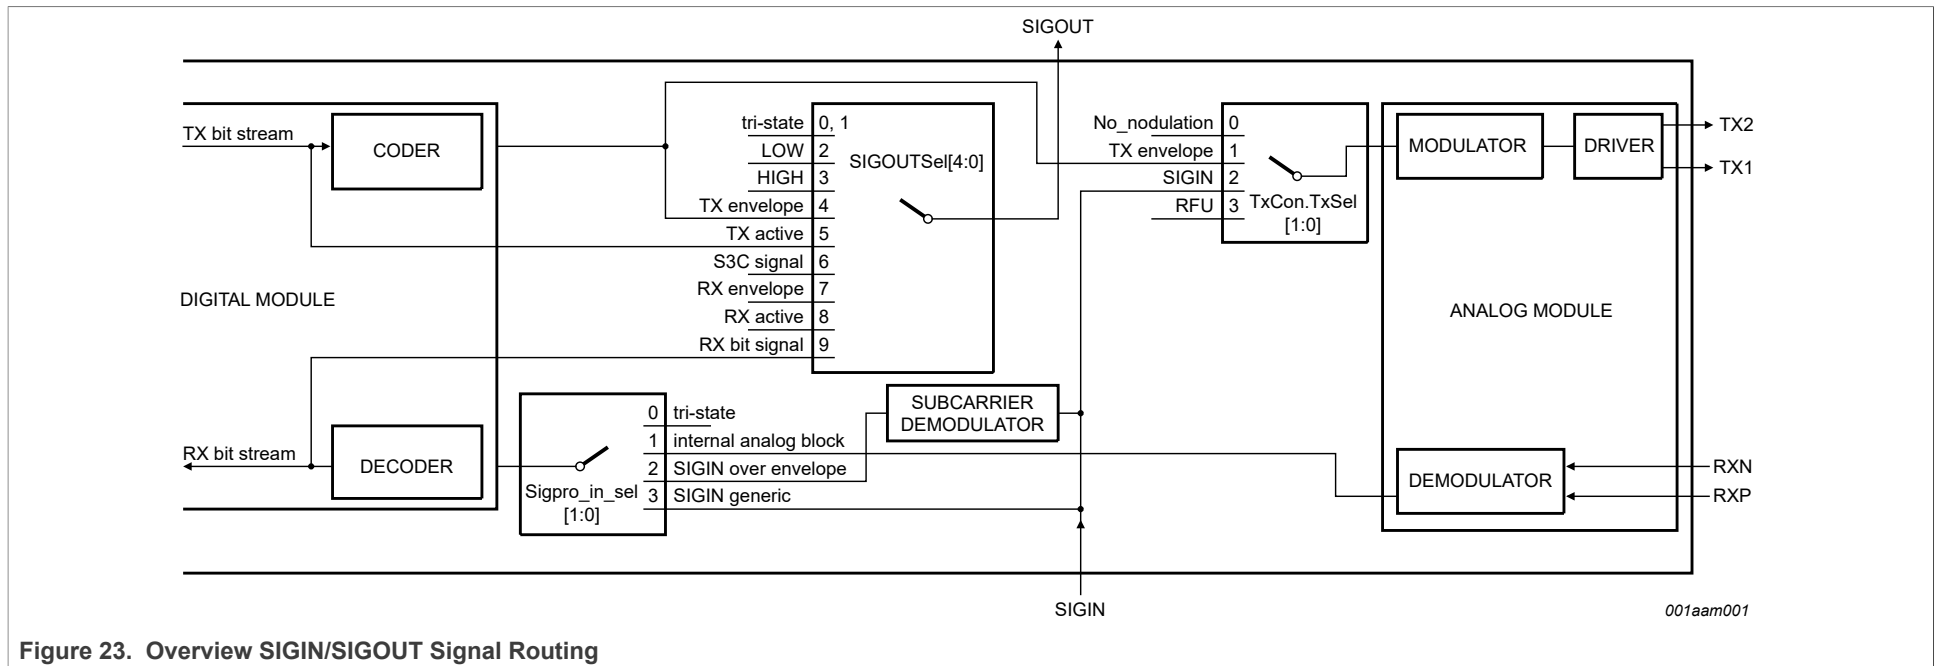 SIGOUT
TX bit stream
CODER
tri-state 0, 1
LOW 2
HIGH 3
TX envelope 4
TX active 5
S3C signal 6
RX envelope 7
RX active 8
RX bit signal 9
SIGOUTSel[4:0]
No_nodulation 0
TX envelope 1
SIGIN 2
RFU 3
TxCon.TxSel
[1:0]
MODULATOR
DRIVER
TX2
TX1
DIGITAL MODULE
ANALOG MODULE
SUBCARRIER
DEMODULATOR
0 tri-state
1 internal analog block
2 SIGIN over envelope
3 SIGIN generic
Sigpro_in_sel
[1:0]
RX bit stream
DECODER
DEMODULATOR
RXN
RXP
SIGIN
001aam001
Figure 23. Overview SIGIN/SIGOUT Signal Routing